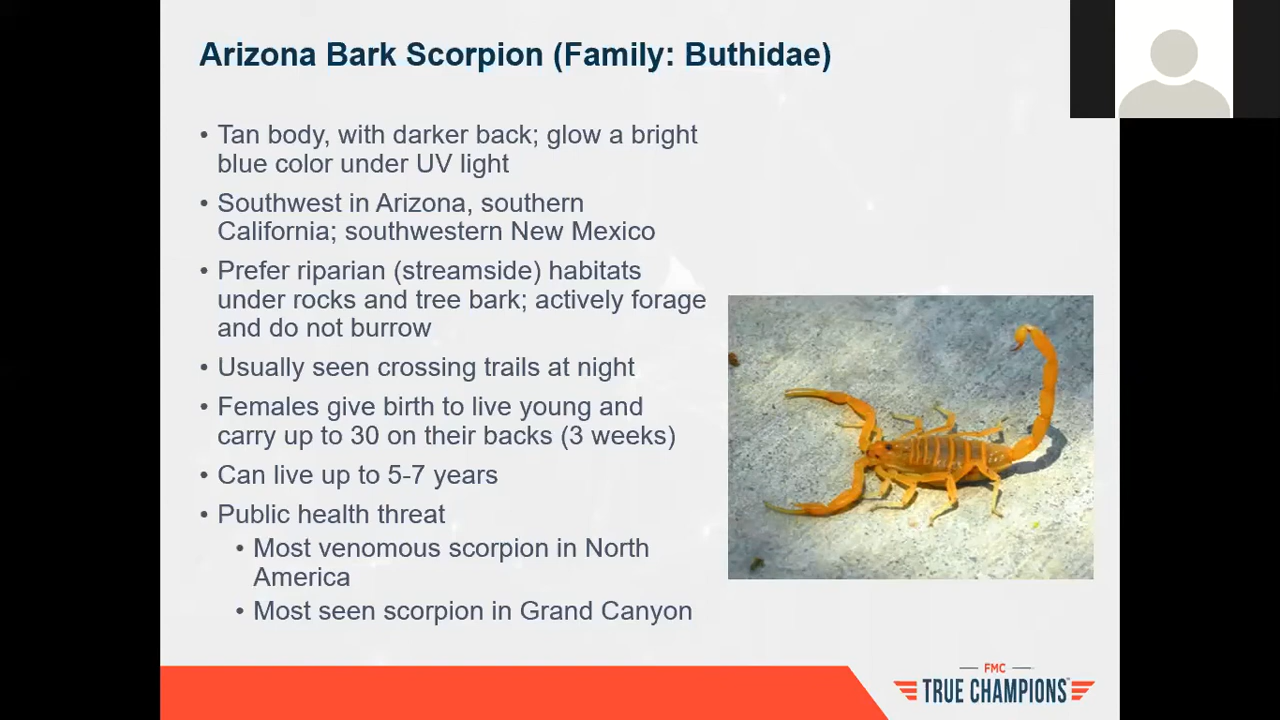 Arizona Bark Scorpion (Family: Buthidae)
• Tan body, with darker back; glow a bright
blue color under UV light
• Southwest in Arizona, southern
California; southwestern New Mexico
• Prefer riparian (streamside) habitats
under rocks and tree bark; actively forage
and do not burrow
• Usually seen crossing trails at night
• Females give birth to live young and
carry up to 30 on their backs (3 weeks)
• Can live up to 5-7 years
• Public health threat
• Most venomous scorpion in North
America
• Most seen scorpion in Grand Canyon
FMC
TRUE CHAMPIONS™